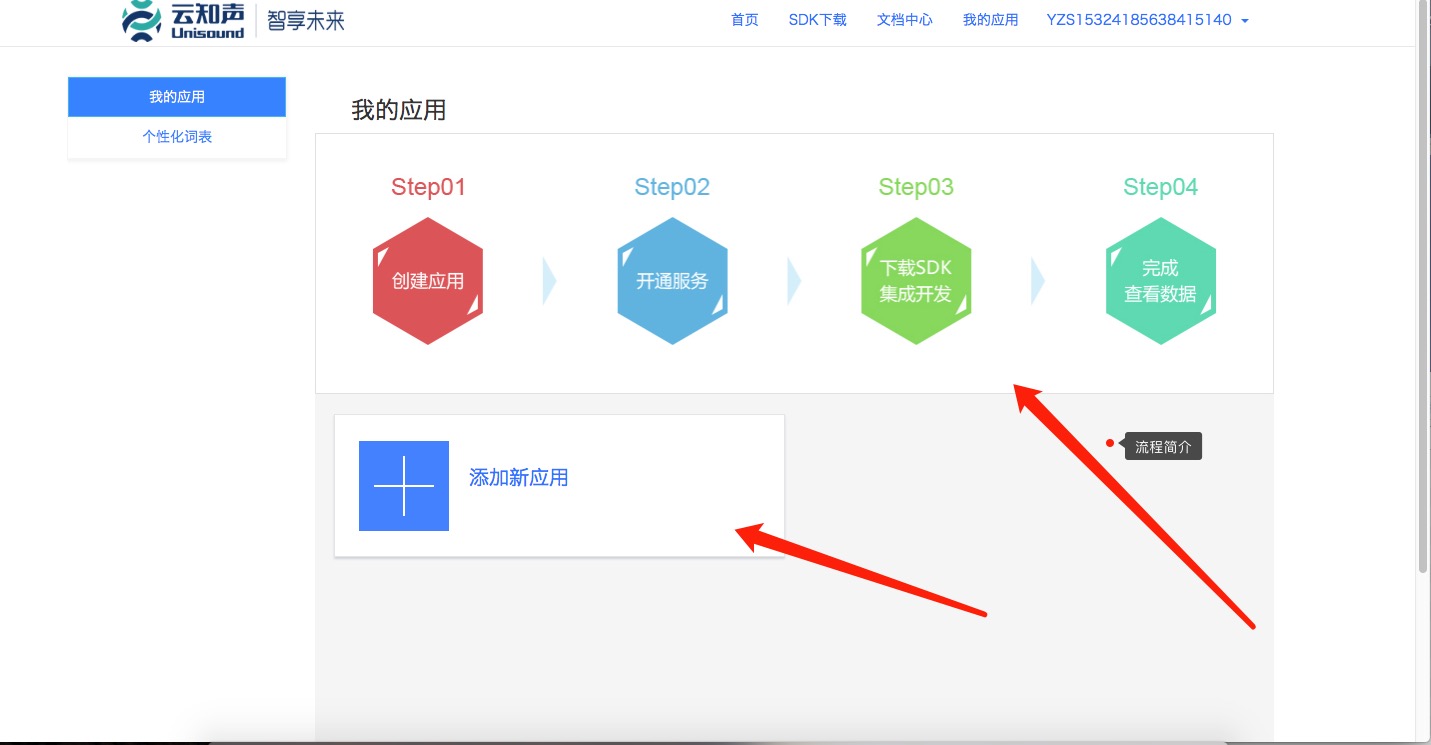 云知声 智享未来
Unisound
首页 SDK下载 文档中心 我的应用 YZS15324185638415140
我的应用
个性化词表
我的应用
Step01 Step02 Step03 Step04
创建应用
开通服务
下载SDK
集成开发
完成
查看数据
添加新应用
流程简介